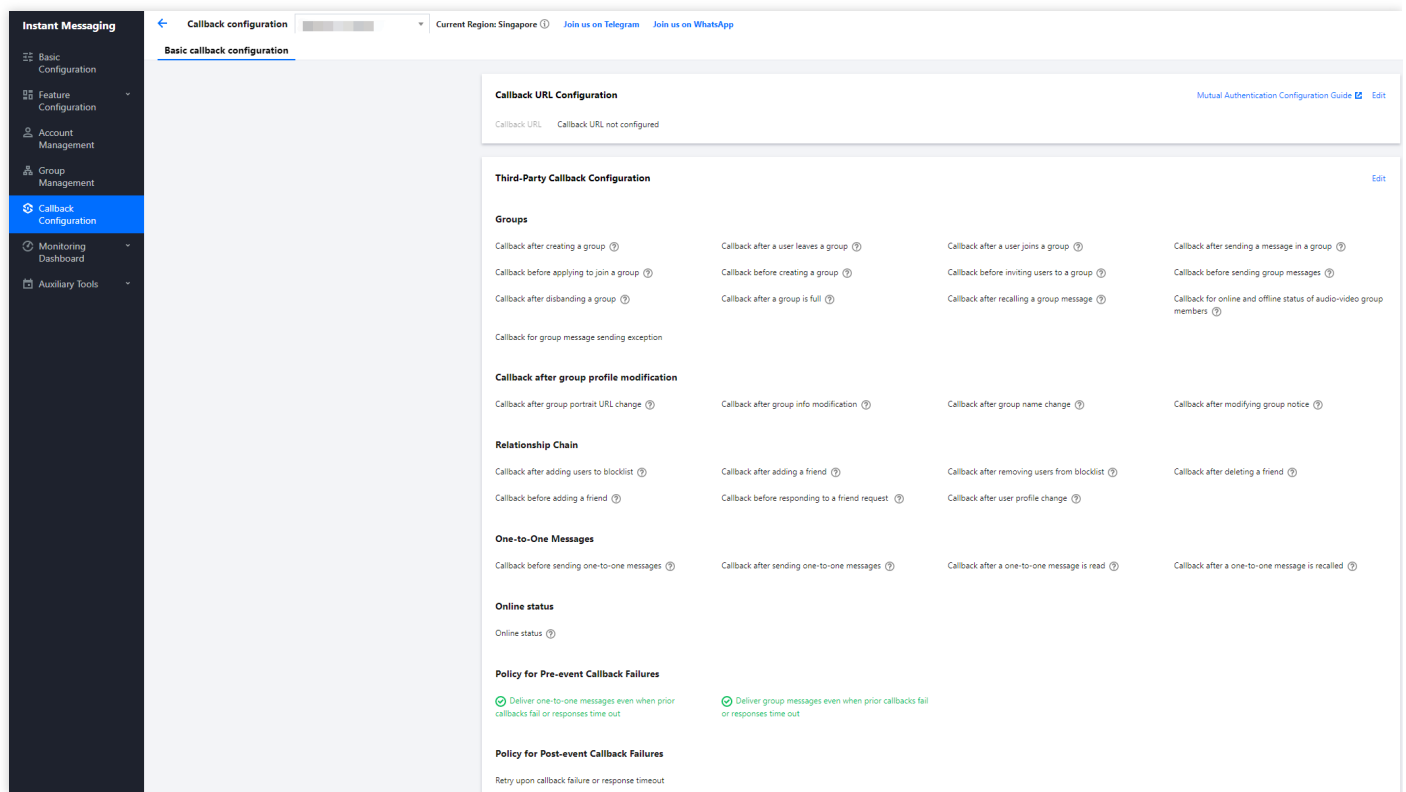 Instant Messaging
Basic
Configuration
Feature
Configuration
Account
Management
Group
Management
Callback
Configuration
Monitoring
Dashboard
Auxiliary Tools
Callback configuration
Current Region: Singapore
Join us on Telegram
Join us on WhatsApp
Basic callback configuration
Callback URL Configuration
Mutual Authentication Configuration Guide
Edit
Callback URL Callback URL not configured
Third-Party Callback Configuration
Edit
Groups
Callback after creating a group
Callback after a user leaves a group
Callback after a user joins a group
Callback after sending a message in a group
Callback before applying to join a group
Callback before creating a group
Callback before inviting users to a group
Callback before sending group messages
Callback after disbanding a group
Callback after a group is full
Callback after recalling a group message
Callback for online and offline status of audio-video group
members
Callback for group message sending exception
Callback after group profile modification
Callback after group portrait URL change
Callback after group info modification
Callback after group name change
Callback after modifying group notice
Relationship Chain
Callback after adding users to blocklist
Callback after adding a friend
Callback after removing users from blocklist
Callback after deleting a friend
Callback before adding a friend
Callback before responding to a friend request
Callback after user profile change
One-to-One Messages
Callback before sending one-to-one messages
Callback after sending one-to-one messages
Callback after a one-to-one message is read
Callback after a one-to-one message is recalled
Online status
Online status
Policy for Pre-event Callback Failures
Deliver one-to-one messages even when prior
callbacks fail or responses time out
Deliver group messages even when prior callbacks fail
or responses time out
Policy for Post-event Callback Failures
Retry upon callback failure or response timeout